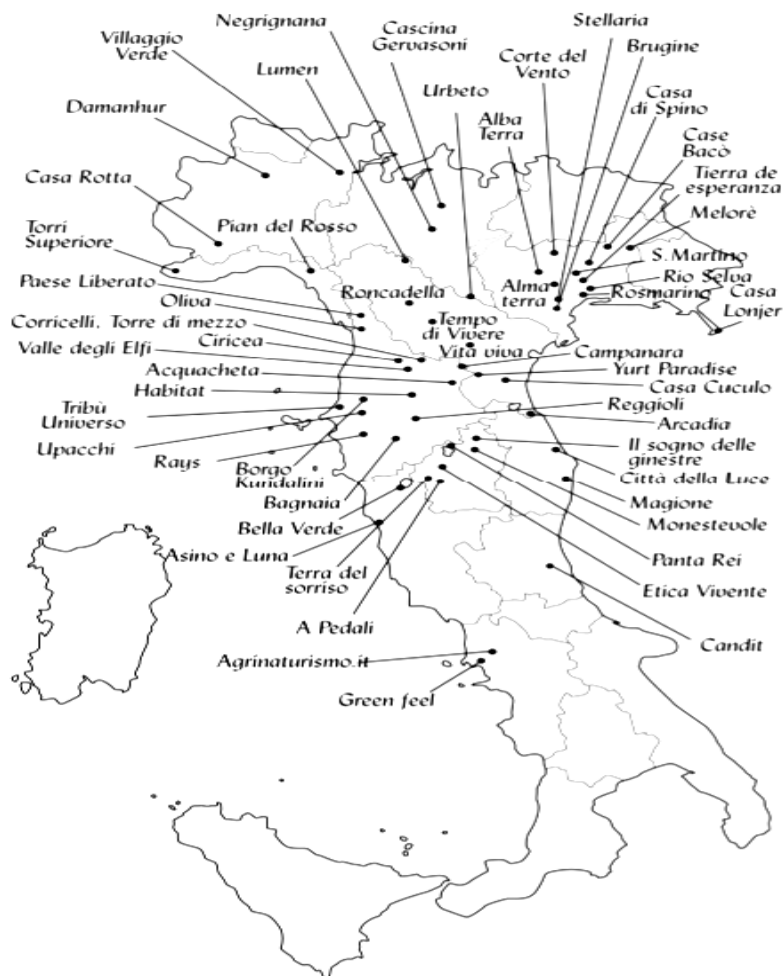 Negrignana
Cascina
Gervasoni
Stellaria
Villaggio
Verde
Lumen
Corte del
Vento
Brugine
Urbeto
Casa
di Spino
Damanhur
Alba
Terra
Case
Bacò
Casa Rotta
Tierra de
esperanza
Torri
Superiore
Pian del Rosso
Melorè
S. Martino
Paese Liberato
Alma
terra
Rio Selva
Oliva
Roncadella
Rosmarino
Casa
Lonjer
Corricelli, Torre di mezzo
Tempo
di Vivere
Valle degli Elfi
Ciricea
Vita viva
Campanara
Acquacheta
Yurt Paradise
Habitat
Casa Cuculo
Tribù
Universo
Reggioli
Arcadia
Upacchi
Il sogno delle
ginestre
Rays
Borgo
Kundalini
Città della Luce
Bagnaia
Magione
Bella Verde
Monestevole
Asino e Luna
Panta Rei
Terra del
sorriso
Etica Vivente
A Pedali
Candit
Agrinaturismo.it
Green feel